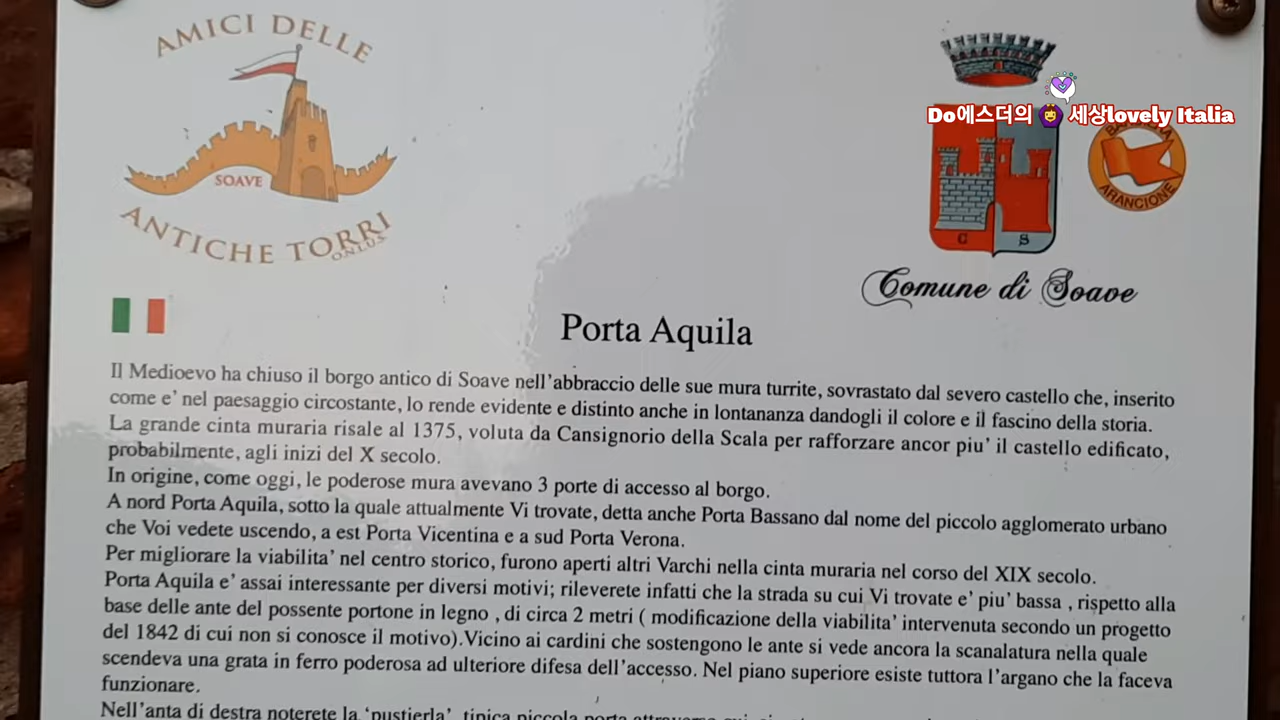 AMICI DELLE
SOAVE
ANTICHE TORRI
O.N.L.U.S.
Do에스더의 🙆‍♀️ 세상lovely Italia
ARANCIONE
C S
Comune di Soave
Porta Aquila
Il Medioevo ha chiuso il borgo antico di Soave nell'abbraccio delle sue mura turrite, sovrastato dal severo castello che, inserito
come e' nel paesaggio circostante, lo rende evidente e distinto anche in lontananza dandogli il colore e il fascino della storia.
La grande cinta muraria risale al 1375, voluta da Cansignorio della Scala per rafforzare ancor piu' il castello edificato,
probabilmente, agli inizi del X secolo.
In origine, come oggi, le poderose mura avevano 3 porte di accesso al borgo.
A nord Porta Aquila, sotto la quale attualmente Vi trovate, detta anche Porta Bassano dal nome del piccolo agglomerato urbano
che Voi vedete uscendo, a est Porta Vicentina e a sud Porta Verona.
Per migliorare la viabilita' nel centro storico, furono aperti altri Varchi nella cinta muraria nel corso del XIX secolo.
Porta Aquila e' assai interessante per diversi motivi; rileverete infatti che la strada su cui Vi trovate e' piu' bassa , rispetto alla
base delle ante del possente portone in legno , di circa 2 metri ( modificazione della viabilita' intervenuta secondo un progetto
del 1842 di cui non si conosce il motivo).Vicino ai cardini che sostengono le ante si vede ancora la scanalatura nella quale
scendeva una grata in ferro poderosa ad ulteriore difesa dell'accesso. Nel piano superiore esiste tuttora l'argano che la faceva
funzionare.
Nell'anta di destra noterete la 'pustierla', tipica piccola porta